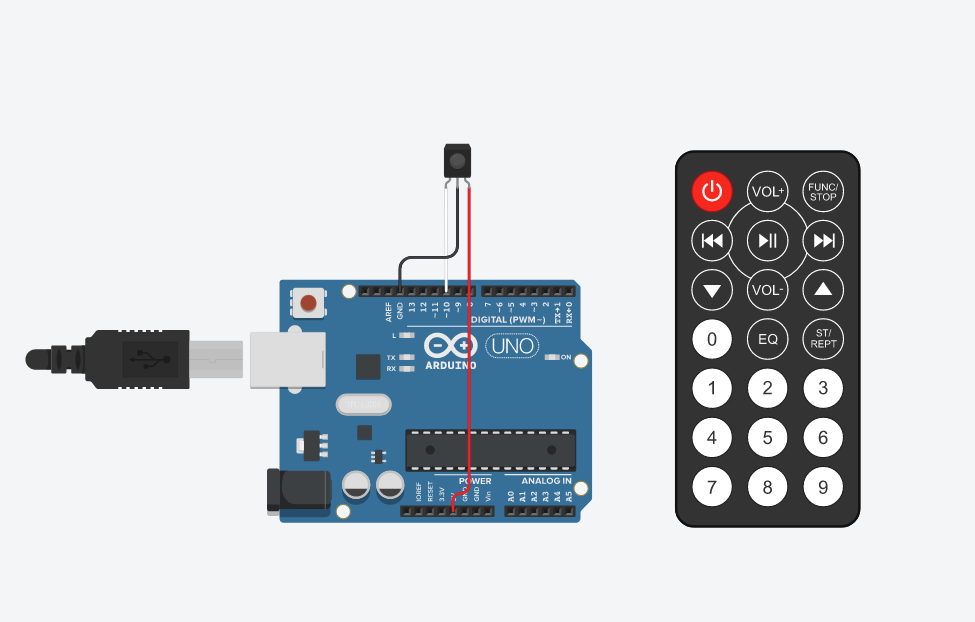 VOL+
FUNC/
STOP
VOL-
0
EQ
ST/
REPT
1
2
3
4
5
6
7
8
9
AREF
GND
13
12
~11
~10
~9
8
7
~6
~5
4
~3
2
TX→1
RX←0
DIGITAL (PWM~)
L
TX
RX
ARDUINO
UNO
ON
POWER
ANALOG IN
IOREF
RESET
3.3V
5V
GND
GND
Vin
A0
A1
A2
A3
A4
A5